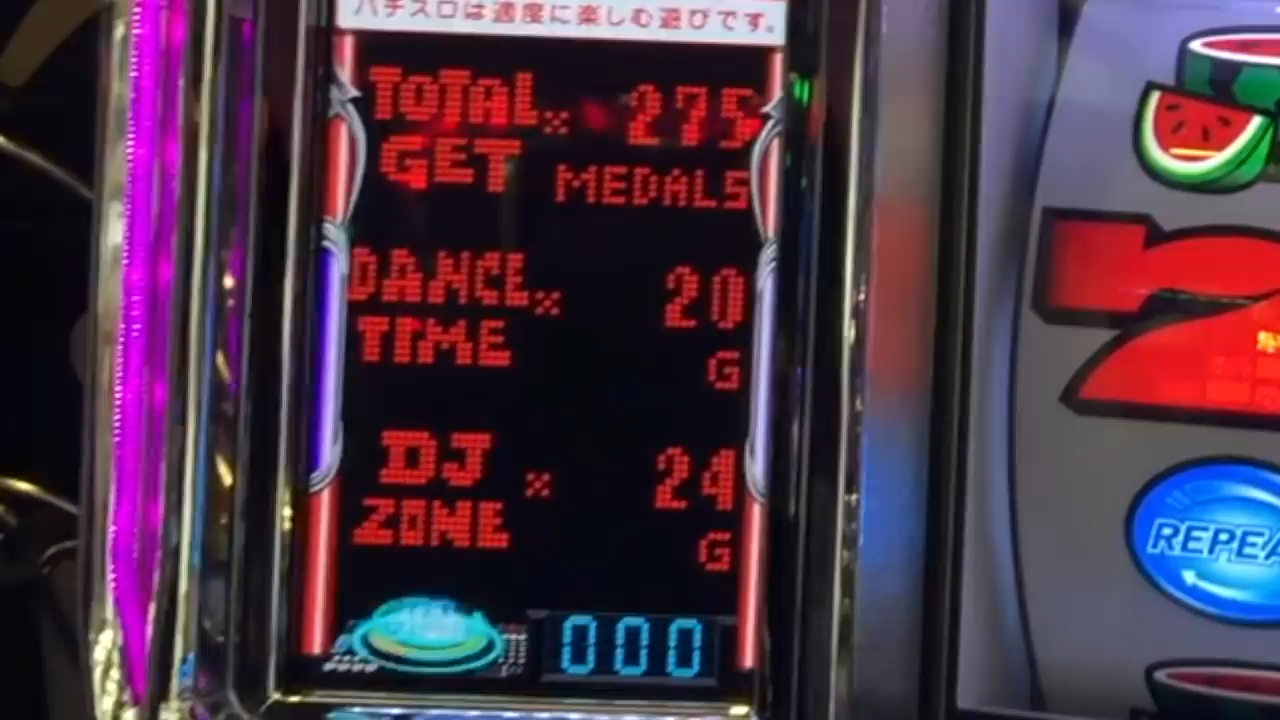 パチスロは適度に楽しむ遊びです。
TOTAL
GET × 275
MEDALS
DANCE
TIME × 20
G
DJ
ZONE × 24
G
000
REPEA